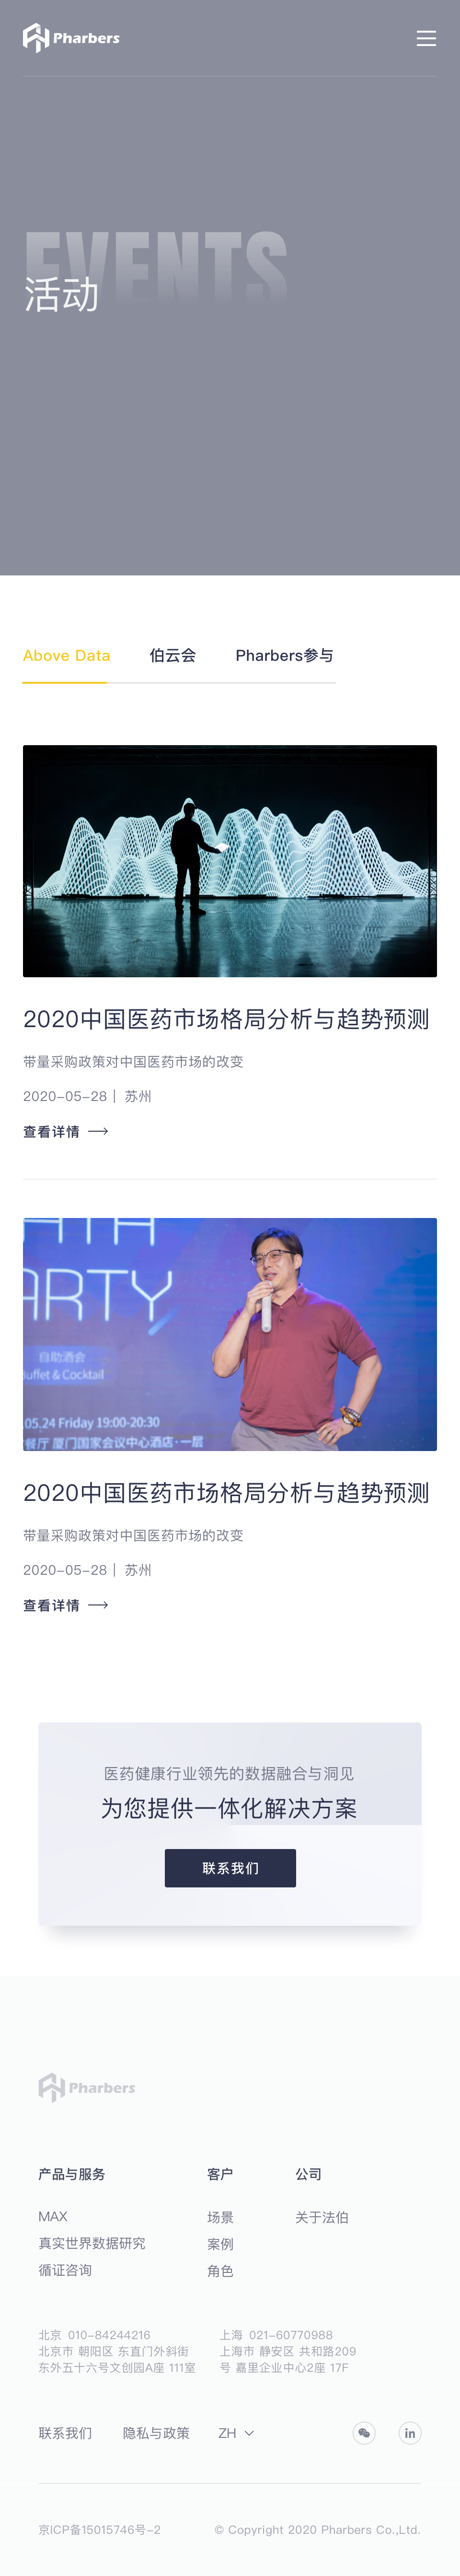 Pharbers
EVENTS
活动
Above Data
伯云会
Pharbers参与
2020中国医药市场格局分析与趋势预测
带量采购政策对中国医药市场的改变
2020-05-28 | 苏州
查看详情
ARTY
自助酒会
Buffet & Cocktail
.05.24 Friday 19:00-20:30
餐厅 厦门国家会议中心酒店·一层
2020中国医药市场格局分析与趋势预测
带量采购政策对中国医药市场的改变
2020-05-28 | 苏州
查看详情
医药健康行业领先的数据融合与洞见
为您提供一体化解决方案
联系我们
Pharbers
产品与服务
MAX
真实世界数据研究
循证咨询
客户
场景
案例
角色
公司
关于法伯
北京 010-84244216
北京市 朝阳区 东直门外斜街
东外五十六号文创园A座 111室
上海 021-60770988
上海市 静安区 共和路209
号 嘉里企业中心2座 17F
联系我们
隐私与政策
ZH
in
京ICP备15015746号-2
© Copyright 2020 Pharbers Co.,Ltd.